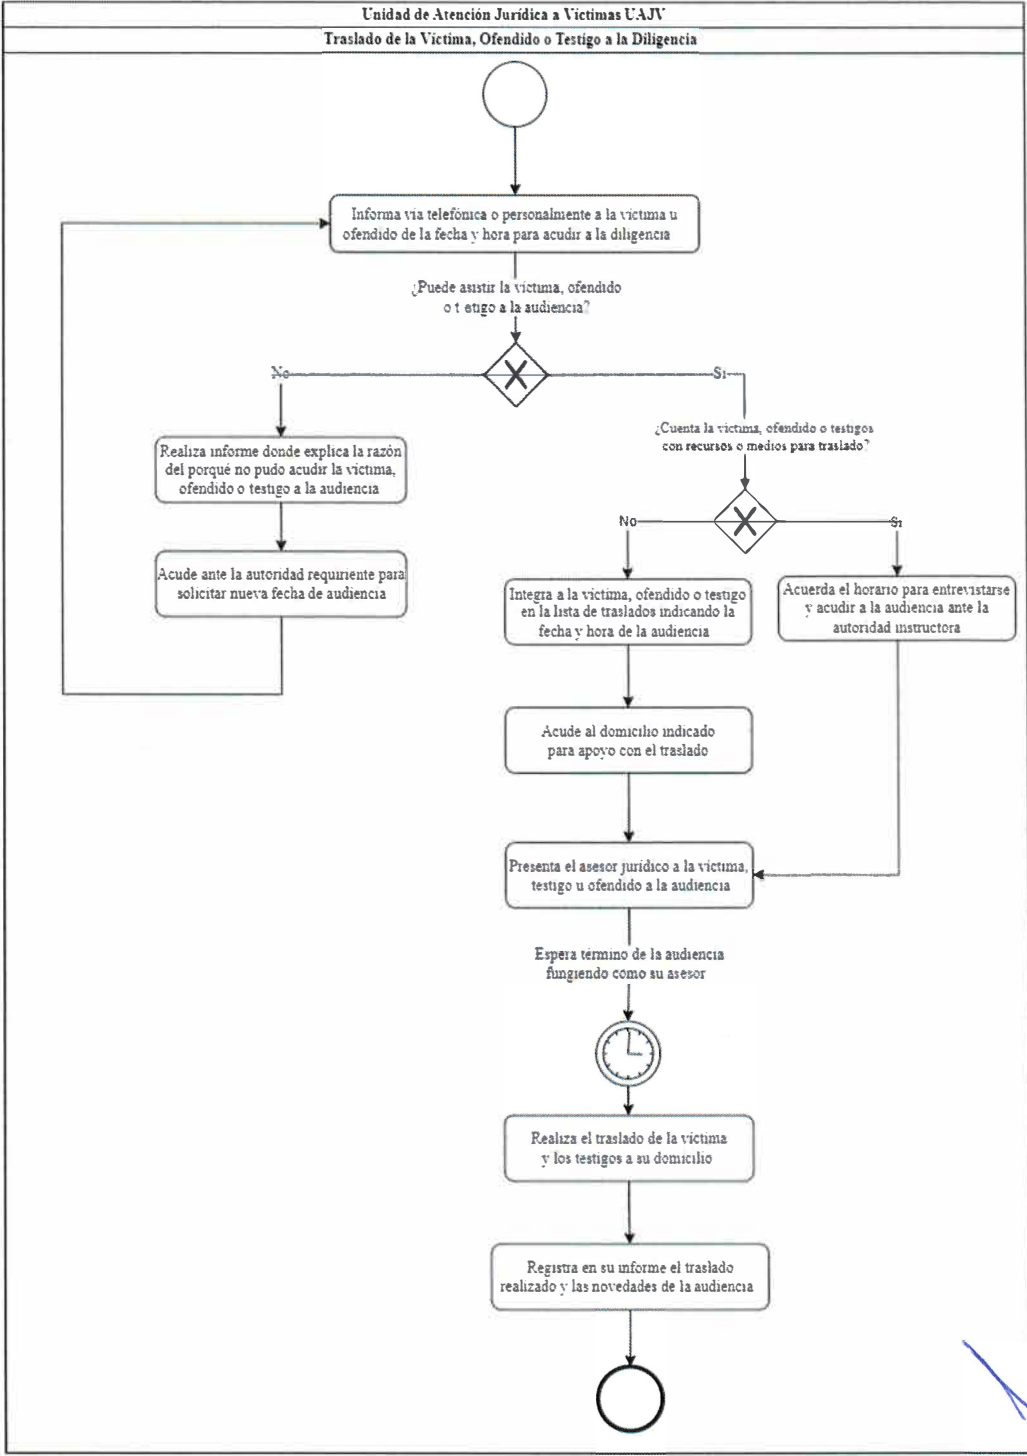 Unidad de Atención Jurídica a Víctimas UAJV
Traslado de la Víctima, Ofendido o Testigo a la Diligencia
Informa vía telefónica o personalmente a la víctima u
ofendido de la fecha y hora para acudir a la diligencia
¿Puede asistir la víctima, ofendido
o t etigo a la audiencia?
No
Si
Realiza informe donde explica la razón
del porqué no pudo acudir la víctima,
ofendido o testigo a la audiencia
Acude ante la autoridad requiriente para
solicitar nueva fecha de audiencia
¿Cuenta la víctima, ofendido o testigos
con recursos o medios para traslado?
No
Si
Integra a la víctima, ofendido o testigo
en la lista de traslados indicando la
fecha y hora de la audiencia
Acuerda el horario para entrevistarse
y acudir a la audiencia ante la
autoridad instructora
Acude al domicilio indicado
para apoyo con el traslado
Presenta el asesor jurídico a la víctima,
testigo u ofendido a la audiencia
Espera término de la audiencia
fungiendo como su asesor
Realiza el traslado de la víctima
y los testigos a su domicilio
Registra en su informe el traslado
realizado y las novedades de la audiencia